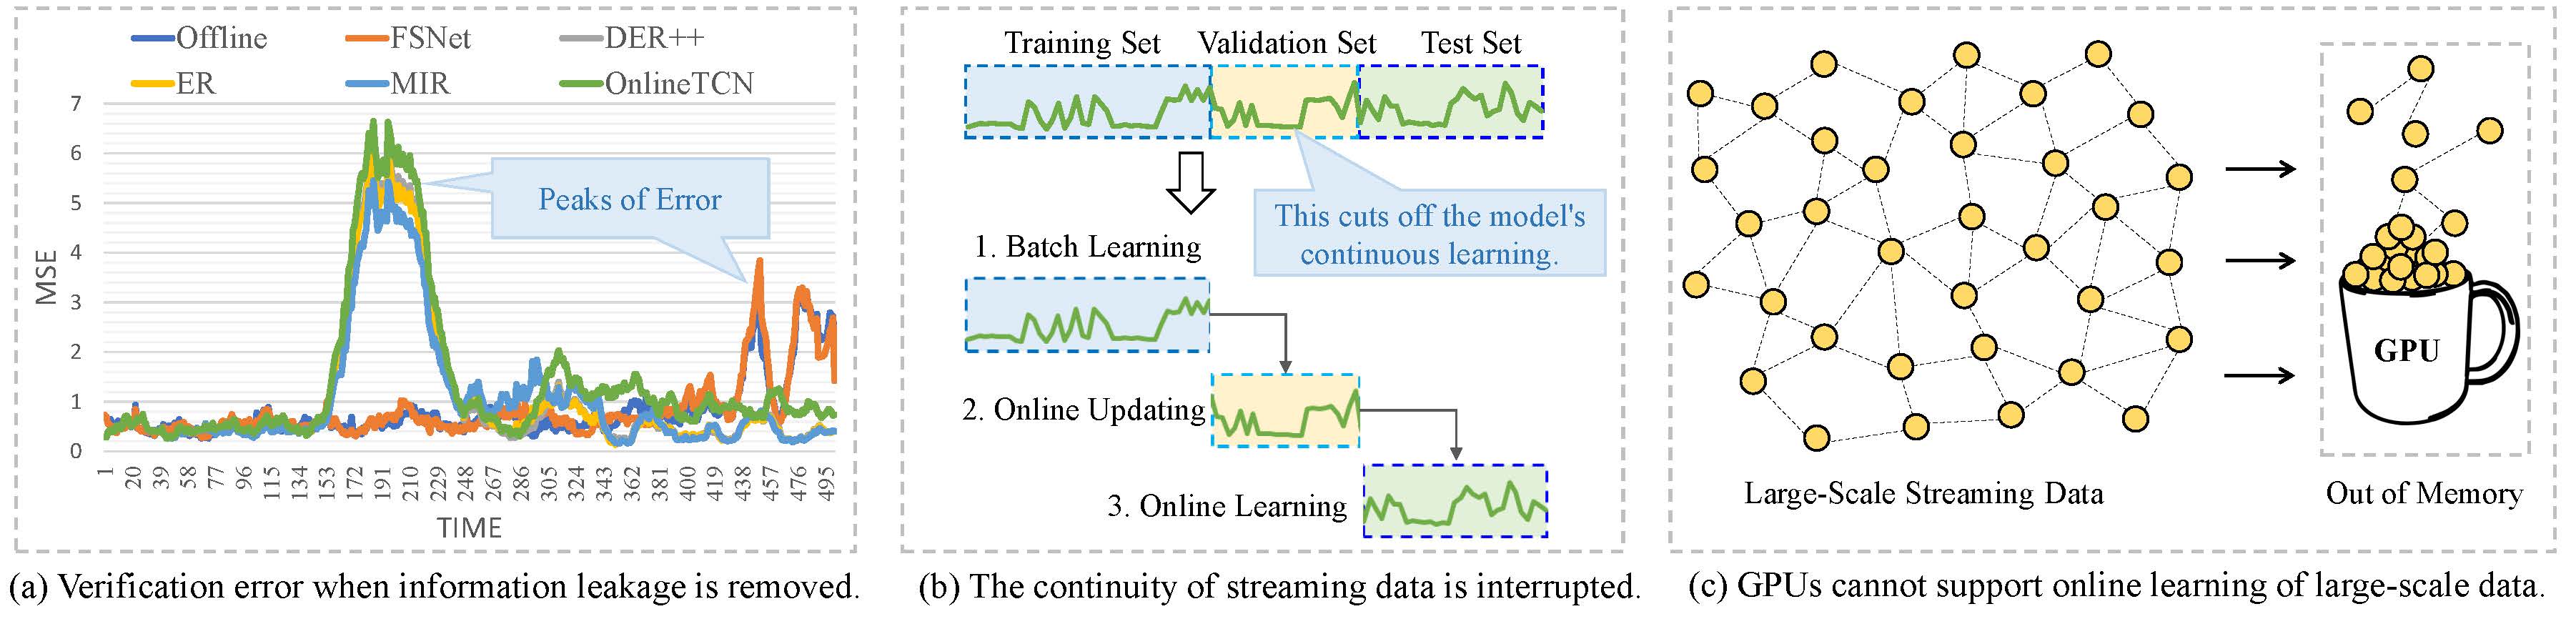 Offline FSNet DER++
ER MIR OnlineTCN
7
6
5
4
3
2
1
0
MSE
1 20 39 58 77 96 115 134 153 172 191 210 229 248 267 286 305 324 343 362 381 400 419 438 457 476 495
TIME
Peaks of Error
(a) Verification error when information leakage is removed.
Training Set Validation Set Test Set
This cuts off the model's
continuous learning.
1. Batch Learning
2. Online Updating
3. Online Learning
(b) The continuity of streaming data is interrupted.
GPU
Large-Scale Streaming Data
Out of Memory
(c) GPUs cannot support online learning of large-scale data.